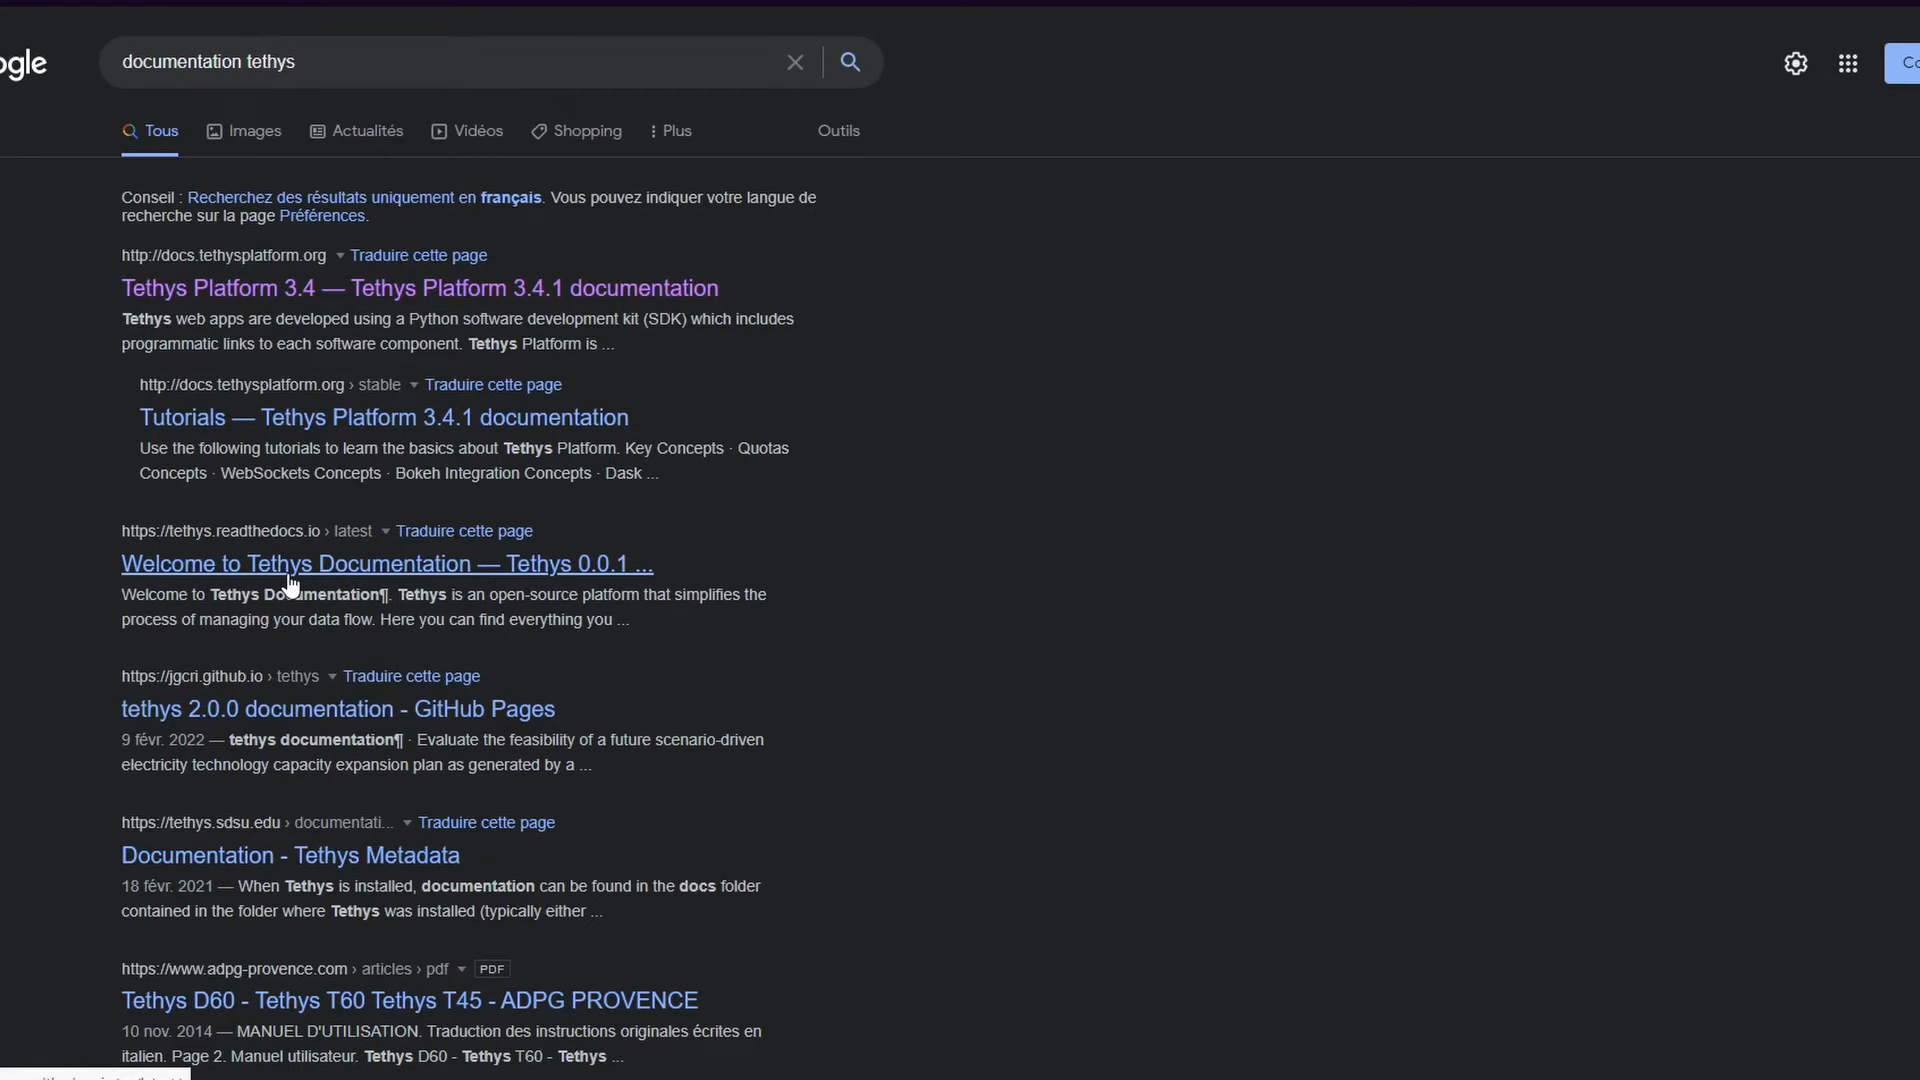 ogle
documentation tethys
Tous
Images
Actualités
Vidéos
Shopping
Plus
Outils
Conseil : Recherchez des résultats uniquement en français. Vous pouvez indiquer votre langue de
recherche sur la page Préférences.
http://docs.tethysplatform.org Traduire cette page
Tethys Platform 3.4 — Tethys Platform 3.4.1 documentation
Tethys web apps are developed using a Python software development kit (SDK) which includes
programmatic links to each software component. Tethys Platform is ...
http://docs.tethysplatform.org › stable Traduire cette page
Tutorials — Tethys Platform 3.4.1 documentation
Use the following tutorials to learn the basics about Tethys Platform. Key Concepts · Quotas
Concepts · WebSockets Concepts · Bokeh Integration Concepts · Dask ...
https://tethys.readthedocs.io › latest Traduire cette page
Welcome to Tethys Documentation — Tethys 0.0.1 ...
Welcome to Tethys Documentation¶. Tethys is an open-source platform that simplifies the
process of managing your data flow. Here you can find everything you ...
https://jgcri.github.io › tethys Traduire cette page
tethys 2.0.0 documentation - GitHub Pages
9 févr. 2022 — tethys documentation¶ · Evaluate the feasibility of a future scenario-driven
electricity technology capacity expansion plan as generated by a ...
https://tethys.sdsu.edu › documentati... Traduire cette page
Documentation - Tethys Metadata
18 févr. 2021 — When Tethys is installed, documentation can be found in the docs folder
contained in the folder where Tethys was installed (typically either ...
https://www.adpg-provence.com › articles › pdf PDF
Tethys D60 - Tethys T60 Tethys T45 - ADPG PROVENCE
10 nov. 2014 — MANUEL D'UTILISATION. Traduction des instructions originales écrites en
italien. Page 2. Manuel utilisateur. Tethys D60 - Tethys T60 - Tethys ...